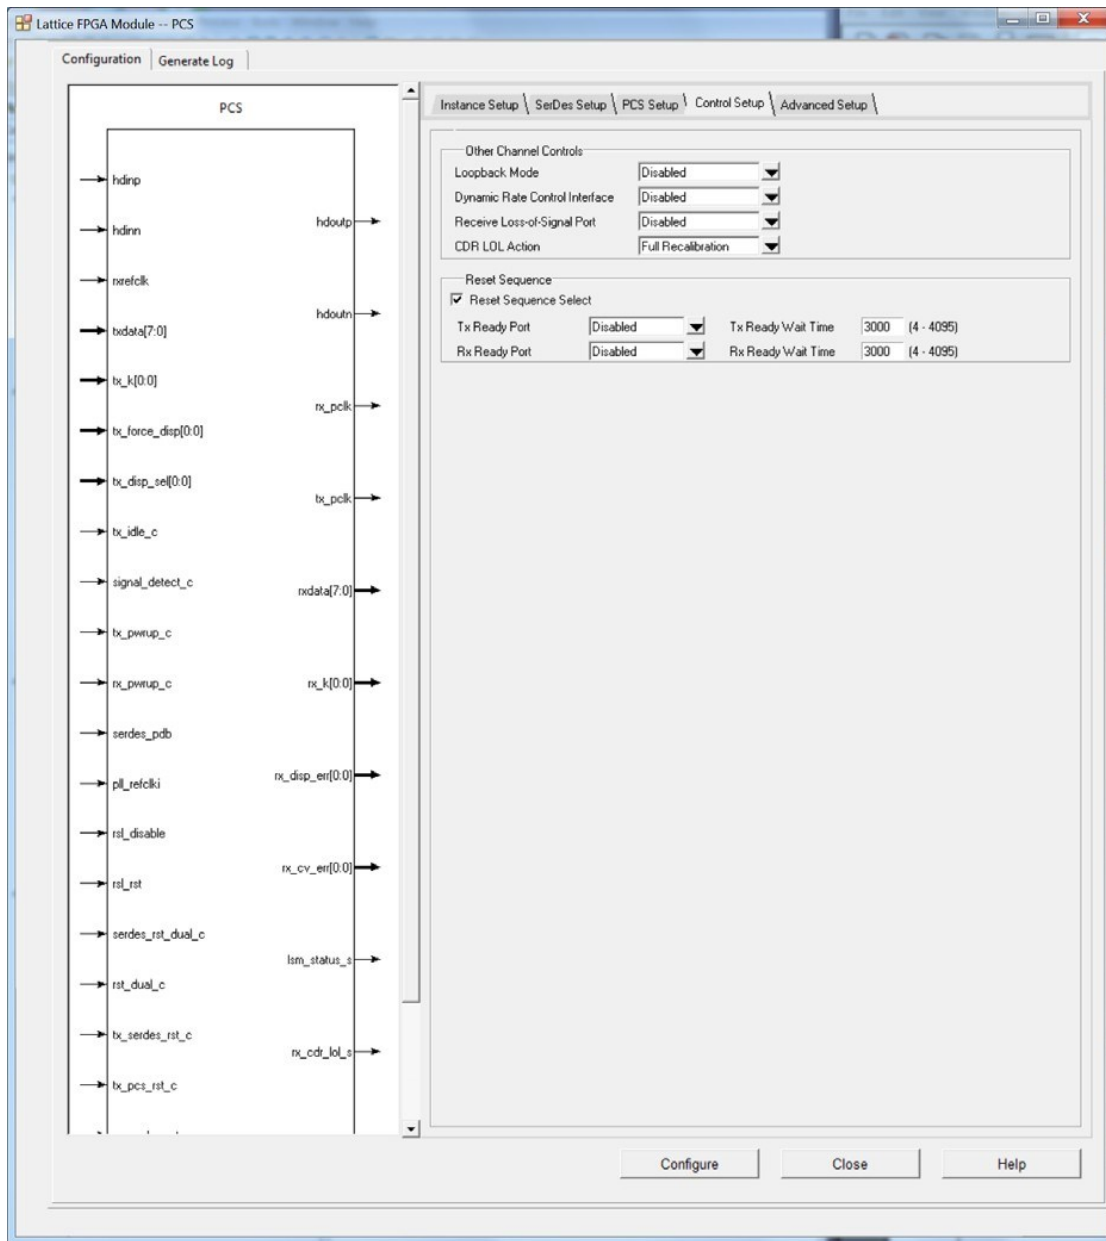 Lattice FPGA Module -- PCS
Configuration
Generate Log
PCS
hdinp
hdinn
rxrefclk
txdata[7:0]
tx_k[0:0]
tx_force_disp[0:0]
tx_disp_sel[0:0]
tx_idle_c
signal_detect_c
tx_pwrup_c
rx_pwrup_c
serdes_pdb
pll_refclki
rsl_disable
rsl_rst
serdes_rst_dual_c
rst_dual_c
tx_serdes_rst_c
tx_pcs_rst_c
hdoutp
hdoutn
rx_pclk
tx_pclk
rxdata[7:0]
rx_k[0:0]
rx_disp_err[0:0]
rx_cv_err[0:0]
lsm_status_s
rx_cdr_lol_s
Instance Setup
SerDes Setup
PCS Setup
Control Setup
Advanced Setup
Other Channel Controls
Loopback Mode Disabled
Dynamic Rate Control Interface Disabled
Receive Loss-of-Signal Port Disabled
CDR LOL Action Full Recalibration
Reset Sequence
Reset Sequence Select
Tx Ready Port Disabled Tx Ready Wait Time 3000 (4 - 4095)
Rx Ready Port Disabled Rx Ready Wait Time 3000 (4 - 4095)
Configure
Close
Help